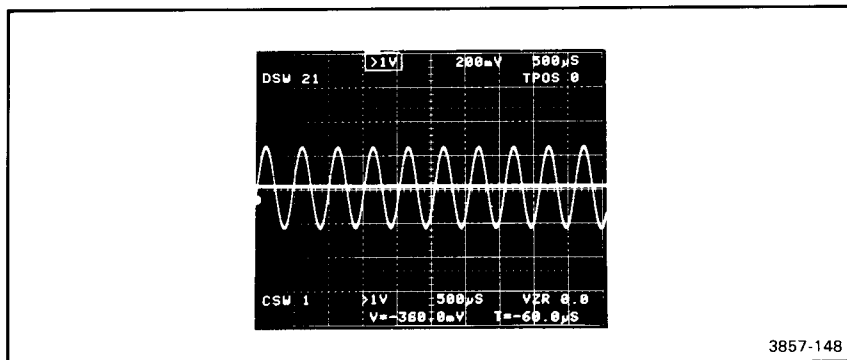 >1V 200mV 500µS
DSW 21 TPOS 0
CSW 1 >1V 500µS VZR 0.0
V=-360.0mV T=-60.0µS
3857-148